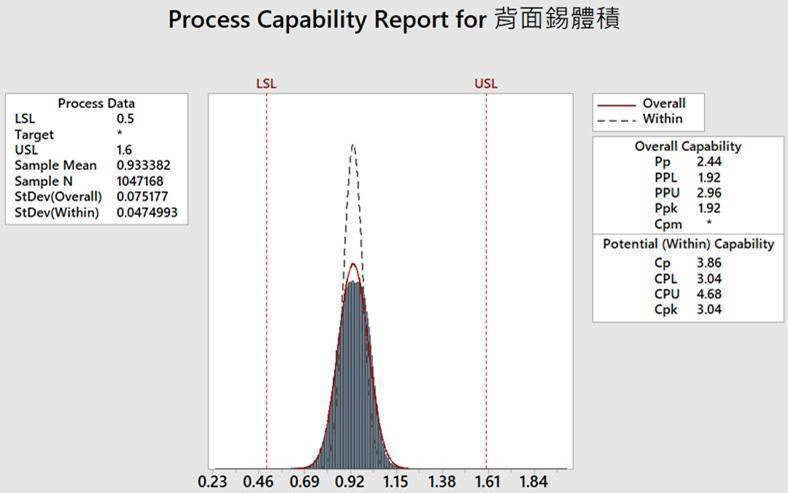 Process Capability Report for 背面錫體積
LSL
USL
Process Data
LSL 0.5
Target *
USL 1.6
Sample Mean 0.933382
Sample N 1047168
StDev(Overall) 0.075177
StDev(Within) 0.0474993
Overall
Within
Overall Capability
Pp 2.44
PPL 1.92
PPU 2.96
Ppk 1.92
Cpm *
Potential (Within) Capability
Cp 3.86
CPL 3.04
CPU 4.68
Cpk 3.04
0.23 0.46 0.69 0.92 1.15 1.38 1.61 1.84